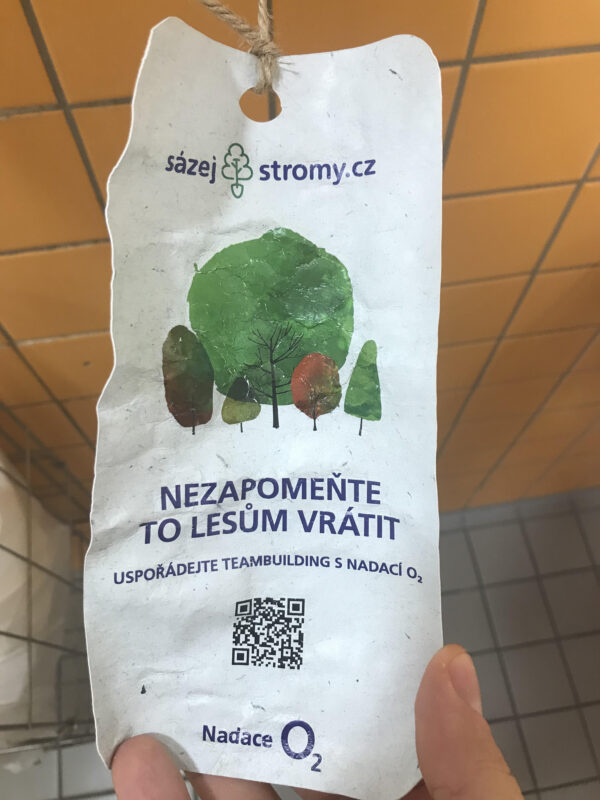 sázej stromy.cz
NEZAPOMEŇTE
TO LESŮM VRÁTIT
USPOŘÁDEJTE TEAMBUILDING S NADACÍ O₂
Nadace O₂